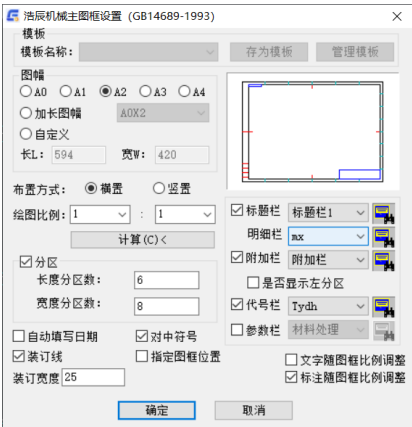 浩辰机械主图框设置 (GB14689-1993)
模板
模板名称:
存为模板
管理模板
图幅
A0 A1 A2 A3 A4
加长图幅 A0X2
自定义
长L: 594 宽W: 420
布置方式: 横置 竖置
绘图比例: 1 : 1
计算(C)<
分区
长度分区数: 6
宽度分区数: 8
自动填写日期 对中符号
装订线 指定图框位置
装订宽度 25
标题栏 标题栏1
明细栏 mx
附加栏 附加栏
是否显示左分区
代号栏 Tydh
参数栏 材料处理
文字随图框比例调整
标注随图框比例调整
确定 取消